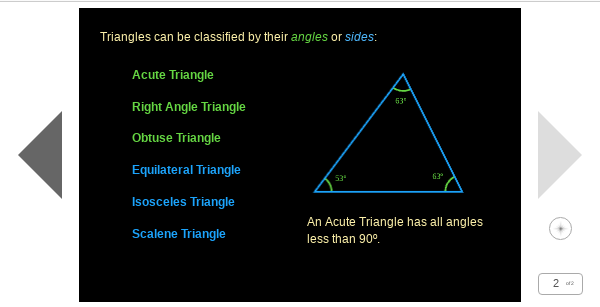 Triangles can be classified by their angles or sides:
Acute Triangle
Right Angle Triangle
Obtuse Triangle
Equilateral Triangle
Isosceles Triangle
Scalene Triangle
63°
53°
63°
An Acute Triangle has all angles
less than 90º.
2 of 2